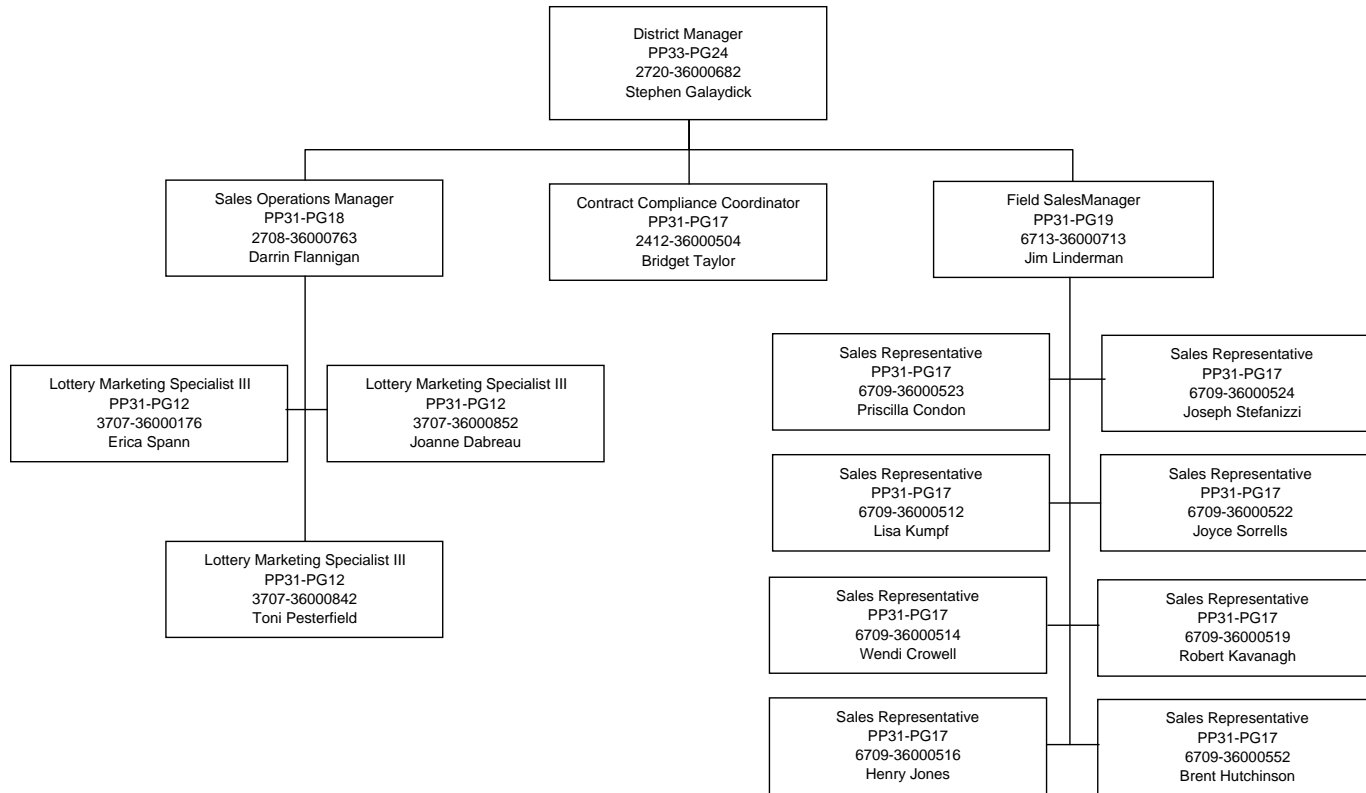 District Manager
PP33-PG24
2720-36000682
Stephen Galaydick
Sales Operations Manager
PP31-PG18
2708-36000763
Darrin Flannigan
Contract Compliance Coordinator
PP31-PG17
2412-36000504
Bridget Taylor
Field SalesManager
PP31-PG19
6713-36000713
Jim Linderman
Lottery Marketing Specialist III
PP31-PG12
3707-36000176
Erica Spann
Lottery Marketing Specialist III
PP31-PG12
3707-36000852
Joanne Dabreau
Lottery Marketing Specialist III
PP31-PG12
3707-36000842
Toni Pesterfield
Sales Representative
PP31-PG17
6709-36000523
Priscilla Condon
Sales Representative
PP31-PG17
6709-36000524
Joseph Stefanizzi
Sales Representative
PP31-PG17
6709-36000512
Lisa Kumpf
Sales Representative
PP31-PG17
6709-36000522
Joyce Sorrells
Sales Representative
PP31-PG17
6709-36000514
Wendi Crowell
Sales Representative
PP31-PG17
6709-36000519
Robert Kavanagh
Sales Representative
PP31-PG17
6709-36000516
Henry Jones
Sales Representative
PP31-PG17
6709-36000552
Brent Hutchinson